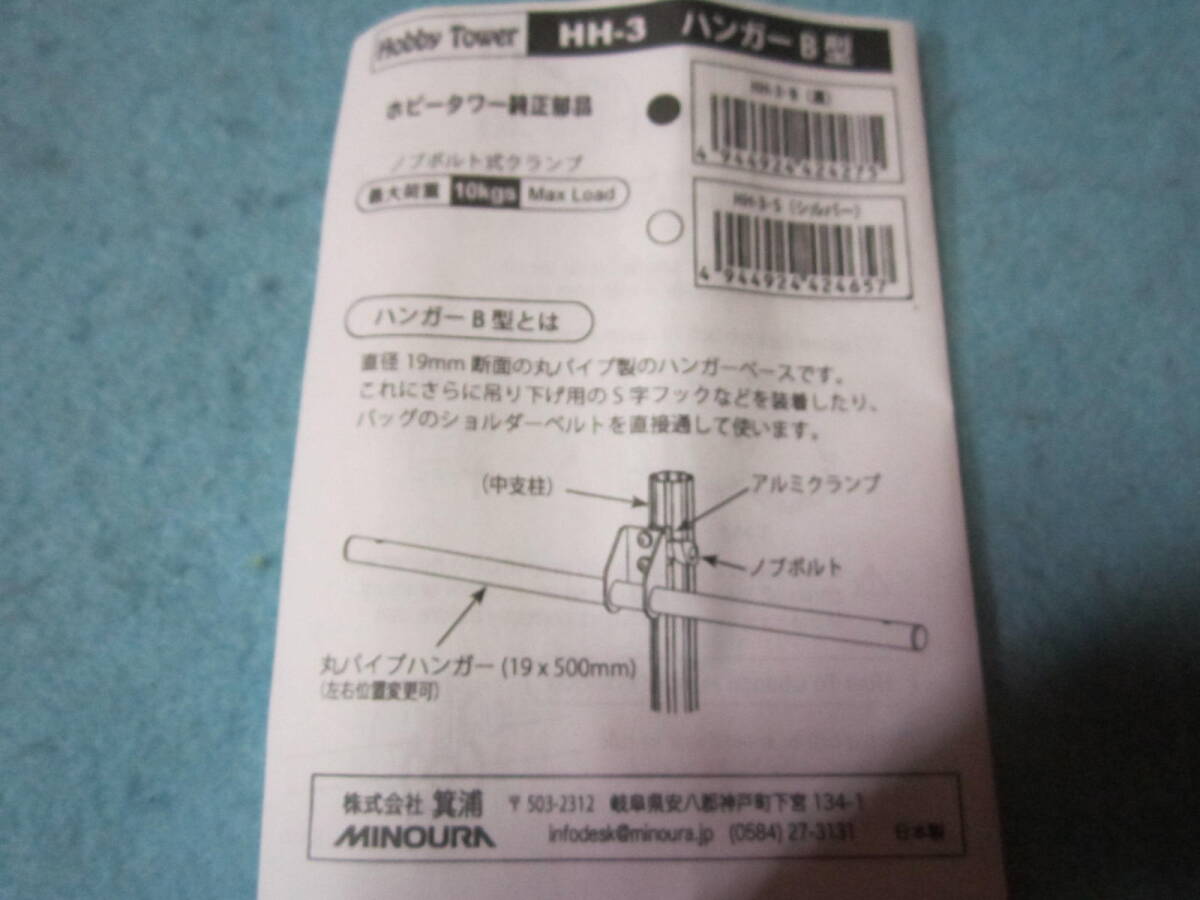 Hobby Tower HH-3 ハンガーB型
ホビータワー純正部品
HH-3-B（黒）
4 944924 424275
ノブボルト式クランプ
最大荷重 10kgs Max Load
HH-3-S（シルバー）
4 944924 424657
ハンガーB型とは
直径19mm断面の丸パイプ製のハンガーベースです。
これにさらに吊り下げ用のS字フックなどを装着したり、
バッグのショルダーベルトを直接通して使います。
（中支柱）
アルミクランプ
ノブボルト
丸パイプハンガー(19 x 500mm)
（左右位置変更可）
株式会社 箕浦 〒503-2312 岐阜県安八郡神戸町下宮134-1
MINOURA infodesk@minoura.jp (0584) 27-3131 日本製